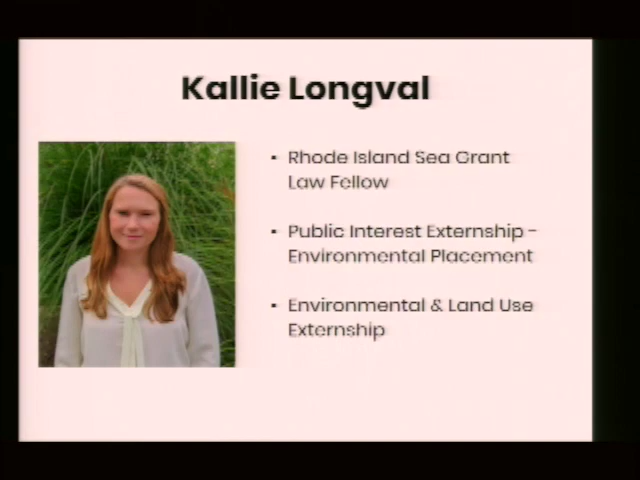 Kallie Longval
▪ Rhode Island Sea Grant
Law Fellow
▪ Public Interest Externship -
Environmental Placement
▪ Environmental & Land Use
Externship